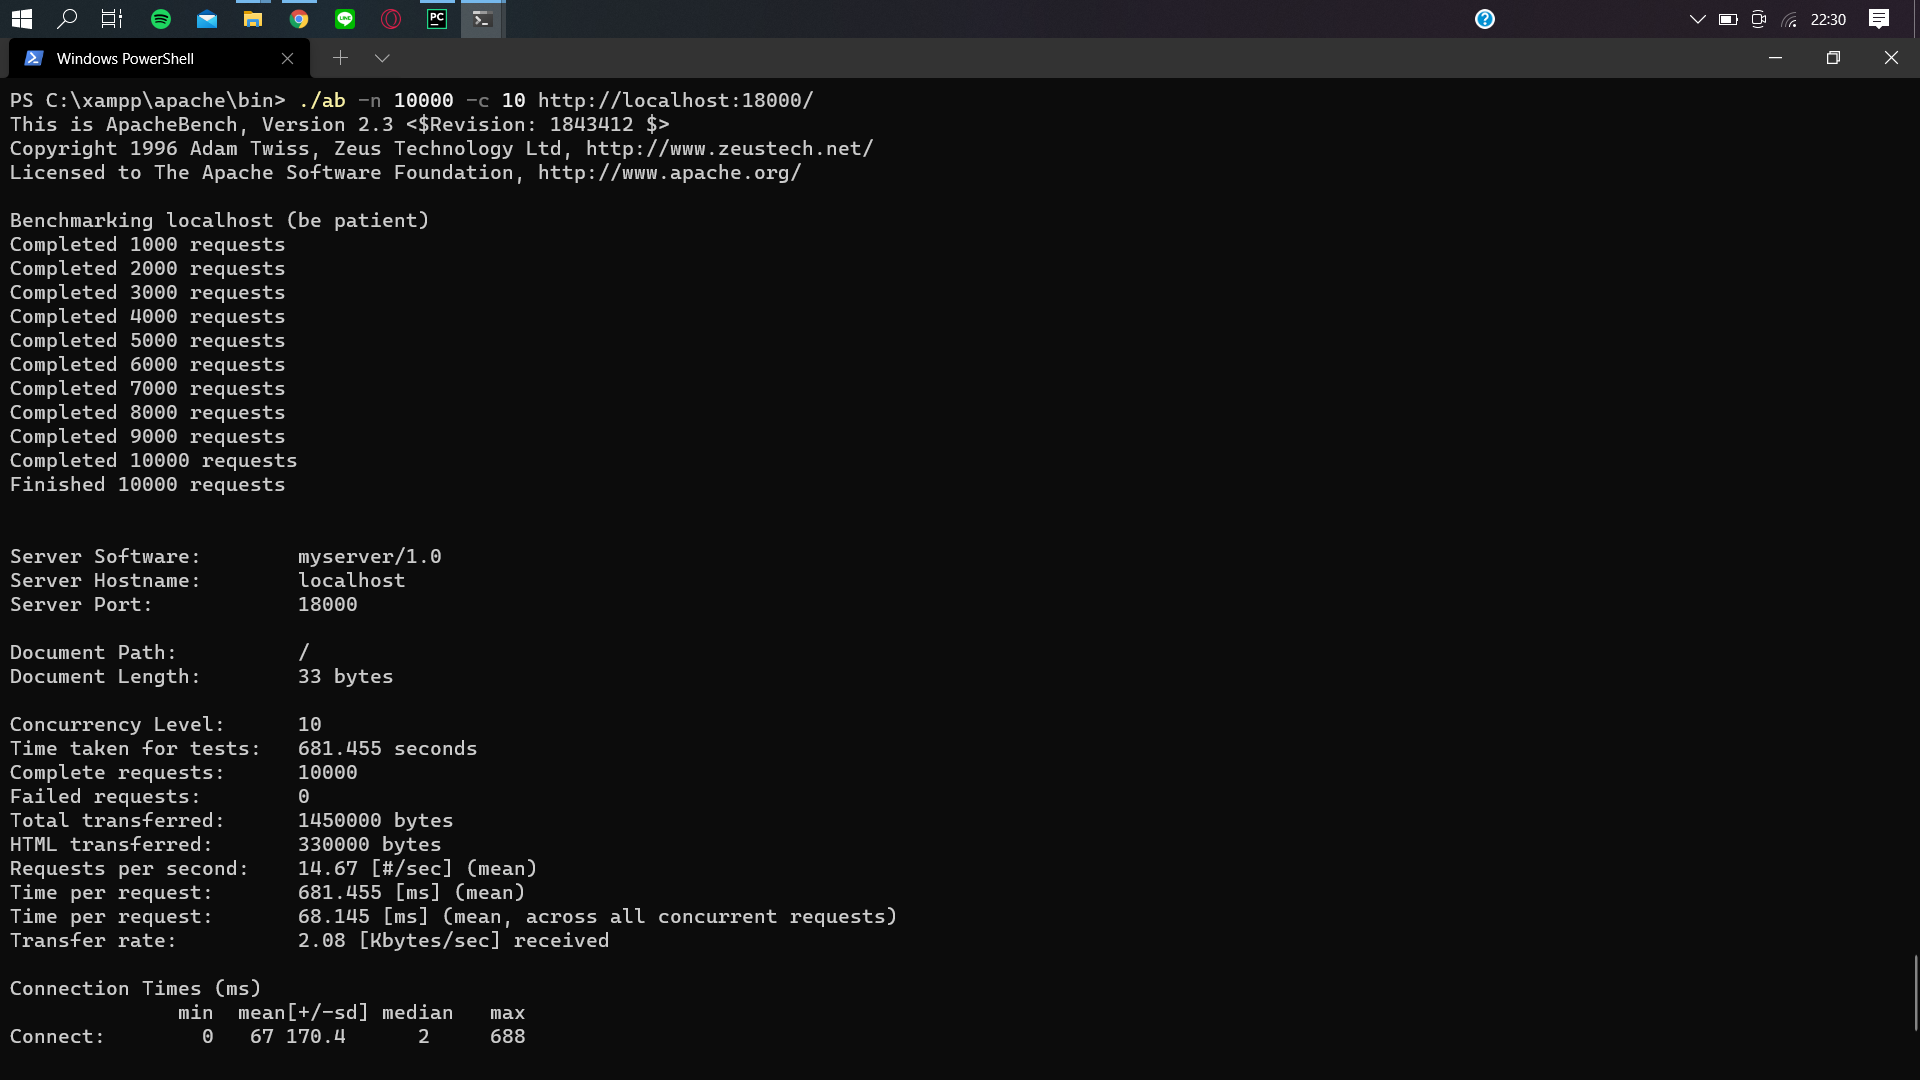 22:30
Windows PowerShell
PS C:\xampp\apache\bin> ./ab -n 10000 -c 10 http://localhost:18000/
This is ApacheBench, Version 2.3 <$Revision: 1843412 $>
Copyright 1996 Adam Twiss, Zeus Technology Ltd, http://www.zeustech.net/
Licensed to The Apache Software Foundation, http://www.apache.org/

Benchmarking localhost (be patient)
Completed 1000 requests
Completed 2000 requests
Completed 3000 requests
Completed 4000 requests
Completed 5000 requests
Completed 6000 requests
Completed 7000 requests
Completed 8000 requests
Completed 9000 requests
Completed 10000 requests
Finished 10000 requests

Server Software:        myserver/1.0
Server Hostname:        localhost
Server Port:            18000

Document Path:          /
Document Length:        33 bytes

Concurrency Level:      10
Time taken for tests:   681.455 seconds
Complete requests:      10000
Failed requests:        0
Total transferred:      1450000 bytes
HTML transferred:       330000 bytes
Requests per second:    14.67 [#/sec] (mean)
Time per request:       681.455 [ms] (mean)
Time per request:       68.145 [ms] (mean, across all concurrent requests)
Transfer rate:          2.08 [Kbytes/sec] received

Connection Times (ms)
              min  mean[+/-sd] median   max
Connect:        0   67 170.4      2     688